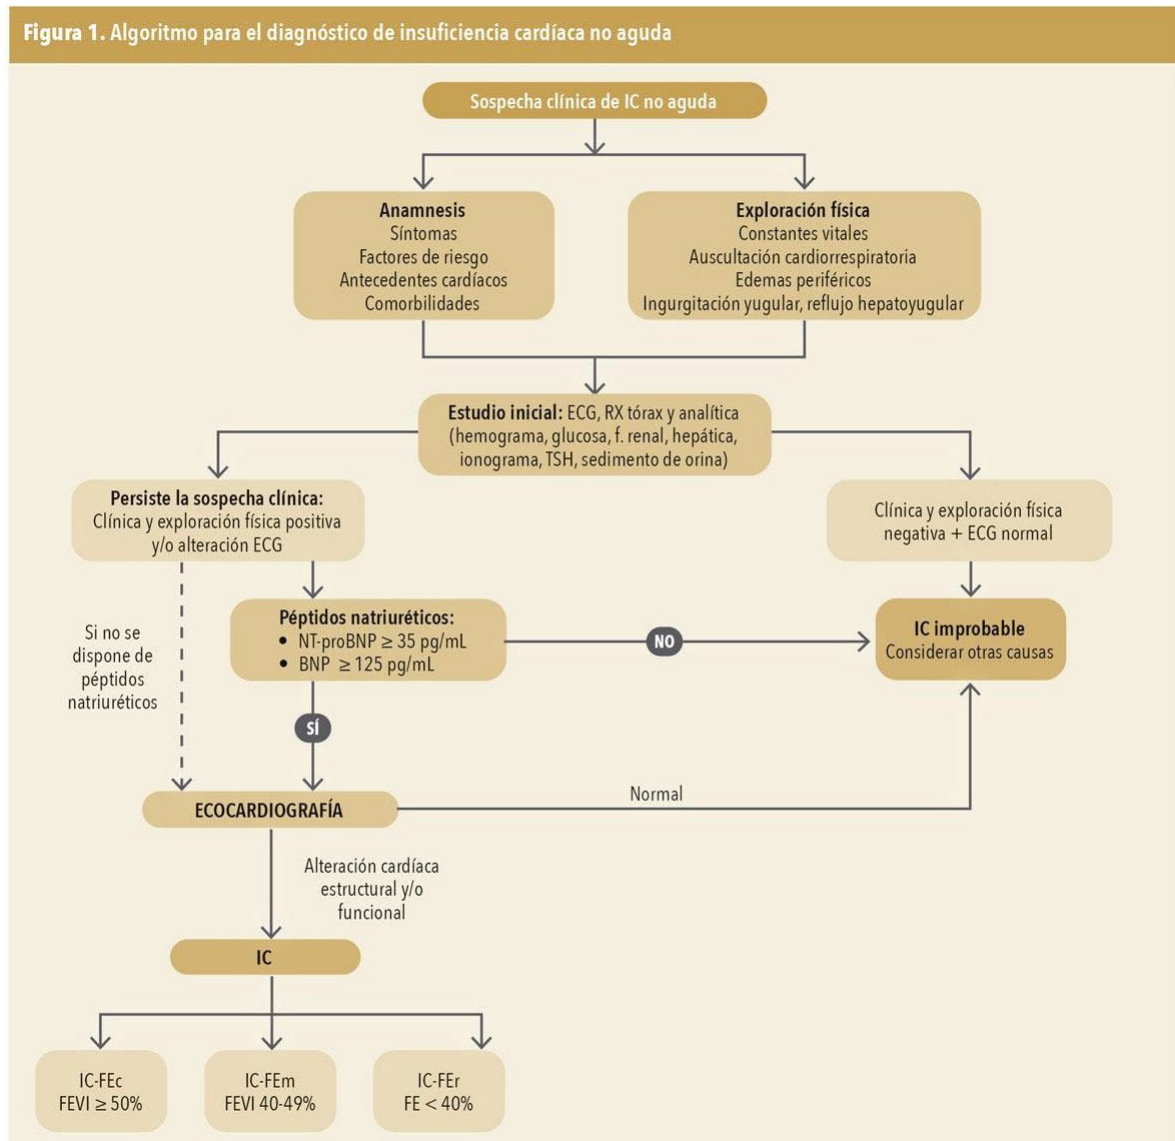 Figura 1. Algoritmo para el diagnóstico de insuficiencia cardíaca no aguda
Sospecha clínica de IC no aguda
Anamnesis
Síntomas
Factores de riesgo
Antecedentes cardíacos
Comorbilidades
Exploración física
Constantes vitales
Auscultación cardiorrespiratoria
Edemas periféricos
Ingurgitación yugular, reflujo hepatoyugular
Estudio inicial: ECG, RX tórax y analítica
(hemograma, glucosa, f. renal, hepática,
ionograma, TSH, sedimento de orina)
Persiste la sospecha clínica:
Clínica y exploración física positiva
y/o alteración ECG
Clínica y exploración física
negativa + ECG normal
Si no se
dispone de
péptidos
natriuréticos
Péptidos natriuréticos:
• NT-proBNP ≥ 35 pg/mL
• BNP ≥ 125 pg/mL
NO
IC improbable
Considerar otras causas
SÍ
ECOCARDIOGRAFÍA
Normal
Alteración cardíaca
estructural y/o
funcional
IC
IC-FEc
FEVI ≥ 50%
IC-FEm
FEVI 40-49%
IC-FEr
FE < 40%